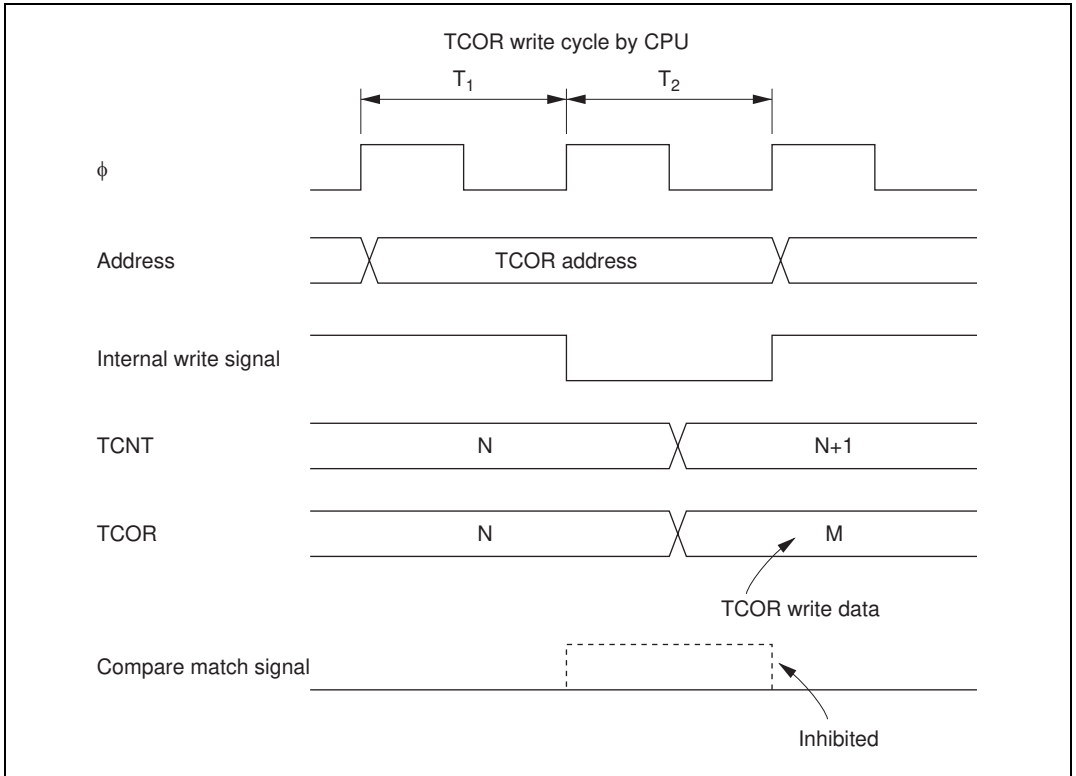 TCOR write cycle by CPU
T1 T2
ϕ
Address TCOR address
Internal write signal
TCNT N N+1
TCOR N M
TCOR write data
Compare match signal
Inhibited